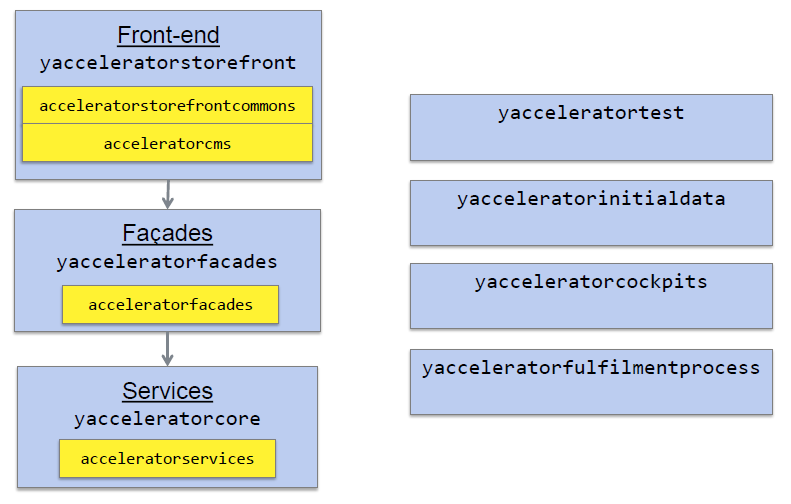 Front-end
yacceleratorstorefront
acceleratorstorefrontcommons
acceleratorcms
Façades
yacceleratorfacades
acceleratorfacades
Services
yacceleratorcore
acceleratorservices
yacceleratortest
yacceleratorinitialdata
yacceleratorcockpits
yacceleratorfulfilmentprocess